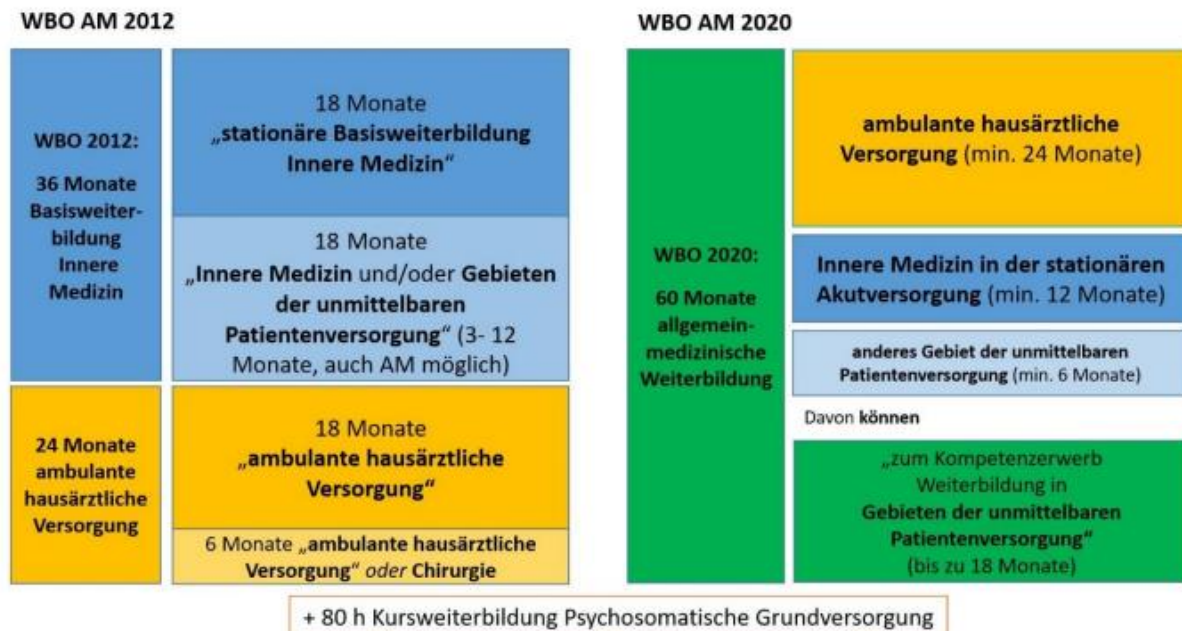 WBO AM 2012
WBO 2012:
36 Monate
Basisweiter-
bildung
Innere
Medizin
18 Monate
„stationäre Basisweiterbildung
Innere Medizin“
18 Monate
„Innere Medizin und/oder Gebieten
der unmittelbaren
Patientenversorgung“ (3- 12
Monate, auch AM möglich)
24 Monate
ambulante
hausärztliche
Versorgung
18 Monate
„ambulante hausärztliche
Versorgung“
6 Monate „ambulante hausärztliche
Versorgung“ oder Chirurgie
WBO AM 2020
WBO 2020:
60 Monate
allgemein-
medizinische
Weiterbildung
ambulante hausärztliche
Versorgung (min. 24 Monate)
Innere Medizin in der stationären
Akutversorgung (min. 12 Monate)
anderes Gebiet der unmittelbaren
Patientenversorgung (min. 6 Monate)
Davon können
„zum Kompetenzerwerb
Weiterbildung in
Gebieten der unmittelbaren
Patientenversorgung“
(bis zu 18 Monate)
+ 80 h Kursweiterbildung Psychosomatische Grundversorgung